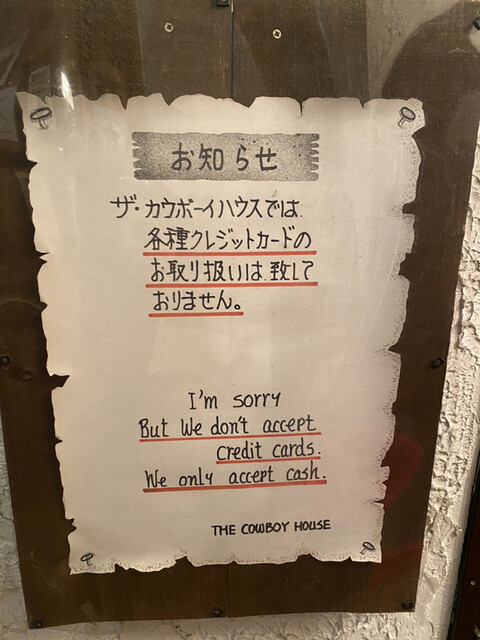 お知らせ
ザ・カウボーイハウスでは
各種クレジットカードの
お取り扱いは致して
おりません。
I'm sorry
But We don't accept
Credit cards.
We only accept cash.
THE COWBOY HOUSE